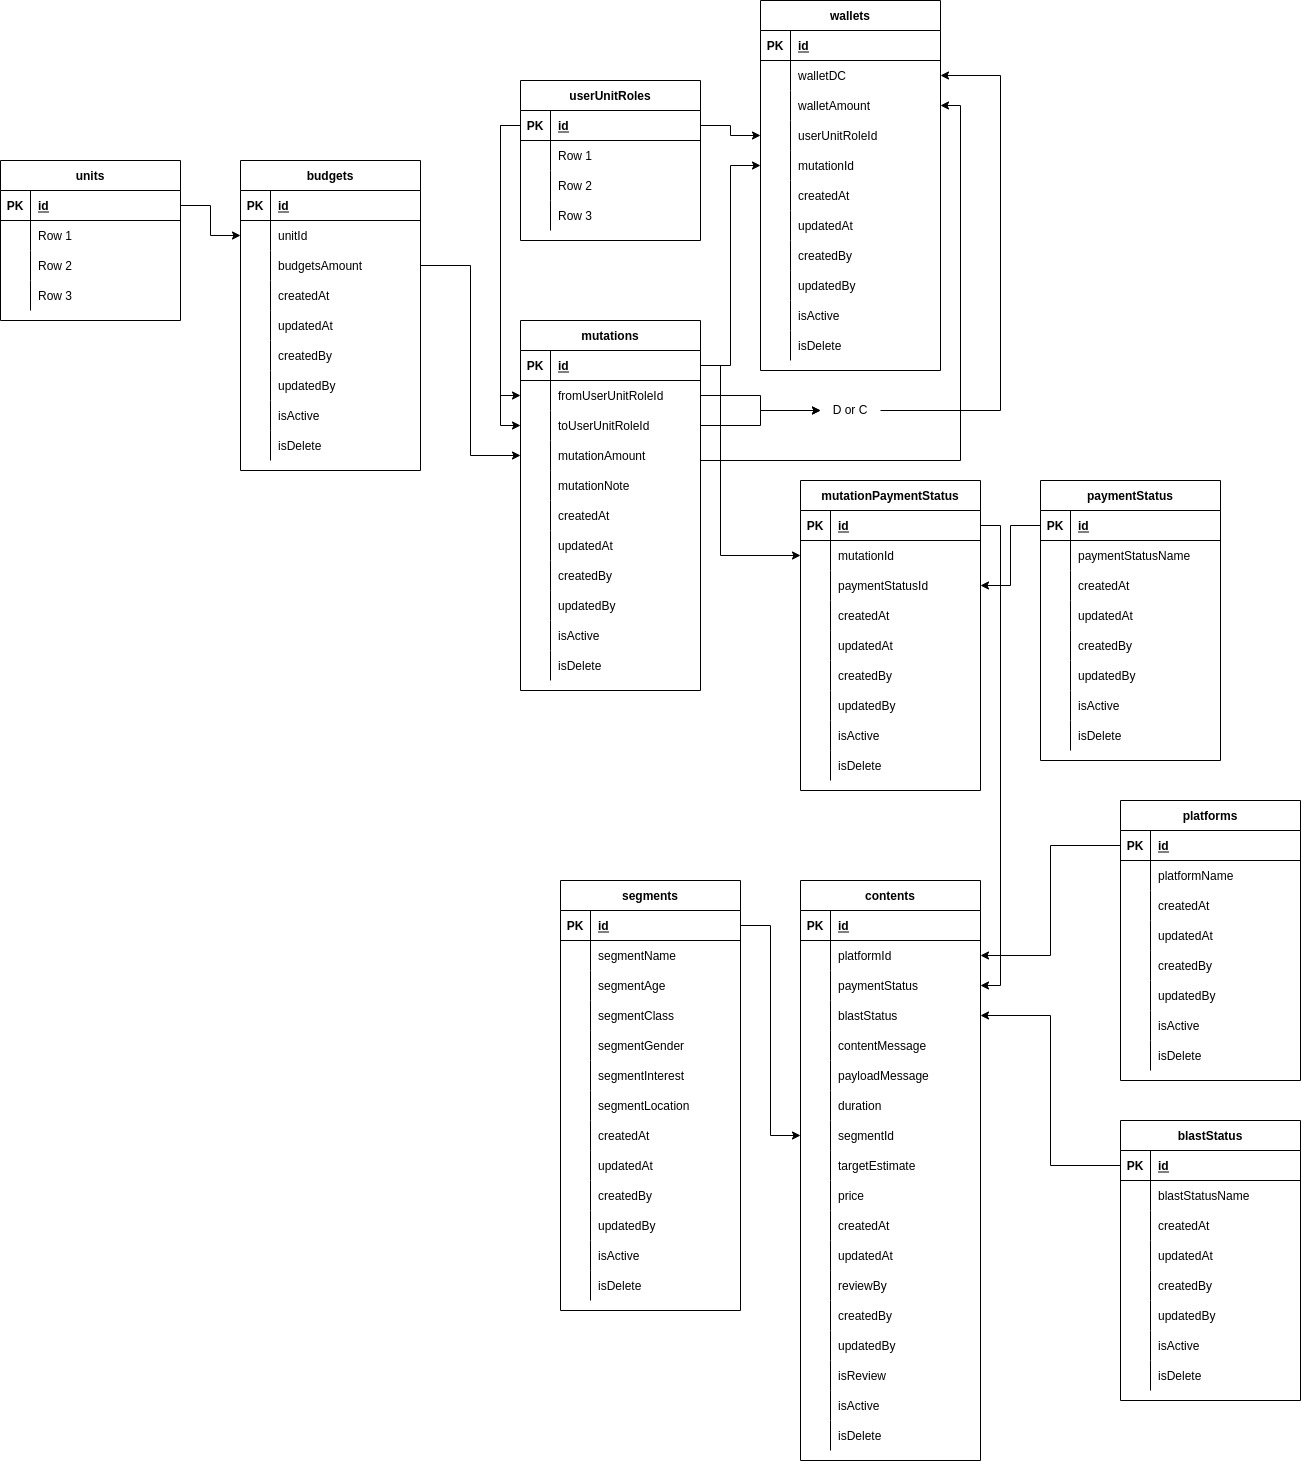 wallets
PK id
walletDC
walletAmount
userUnitRoleId
mutationId
createdAt
updatedAt
createdBy
updatedBy
isActive
isDelete
userUnitRoles
PK id
Row 1
Row 2
Row 3
units
PK id
Row 1
Row 2
Row 3
budgets
PK id
unitId
budgetsAmount
createdAt
updatedAt
createdBy
updatedBy
isActive
isDelete
mutations
PK id
fromUserUnitRoleId
toUserUnitRoleId
mutationAmount
mutationNote
createdAt
updatedAt
createdBy
updatedBy
isActive
isDelete
D or C
mutationPaymentStatus
PK id
mutationId
paymentStatusId
createdAt
updatedAt
createdBy
updatedBy
isActive
isDelete
paymentStatus
PK id
paymentStatusName
createdAt
updatedAt
createdBy
updatedBy
isActive
isDelete
platforms
PK id
platformName
createdAt
updatedAt
createdBy
updatedBy
isActive
isDelete
segments
PK id
segmentName
segmentAge
segmentClass
segmentGender
segmentInterest
segmentLocation
createdAt
updatedAt
createdBy
updatedBy
isActive
isDelete
contents
PK id
platformId
paymentStatus
blastStatus
contentMessage
payloadMessage
duration
segmentId
targetEstimate
price
createdAt
updatedAt
reviewBy
createdBy
updatedBy
isReview
isActive
isDelete
blastStatus
PK id
blastStatusName
createdAt
updatedAt
createdBy
updatedBy
isActive
isDelete